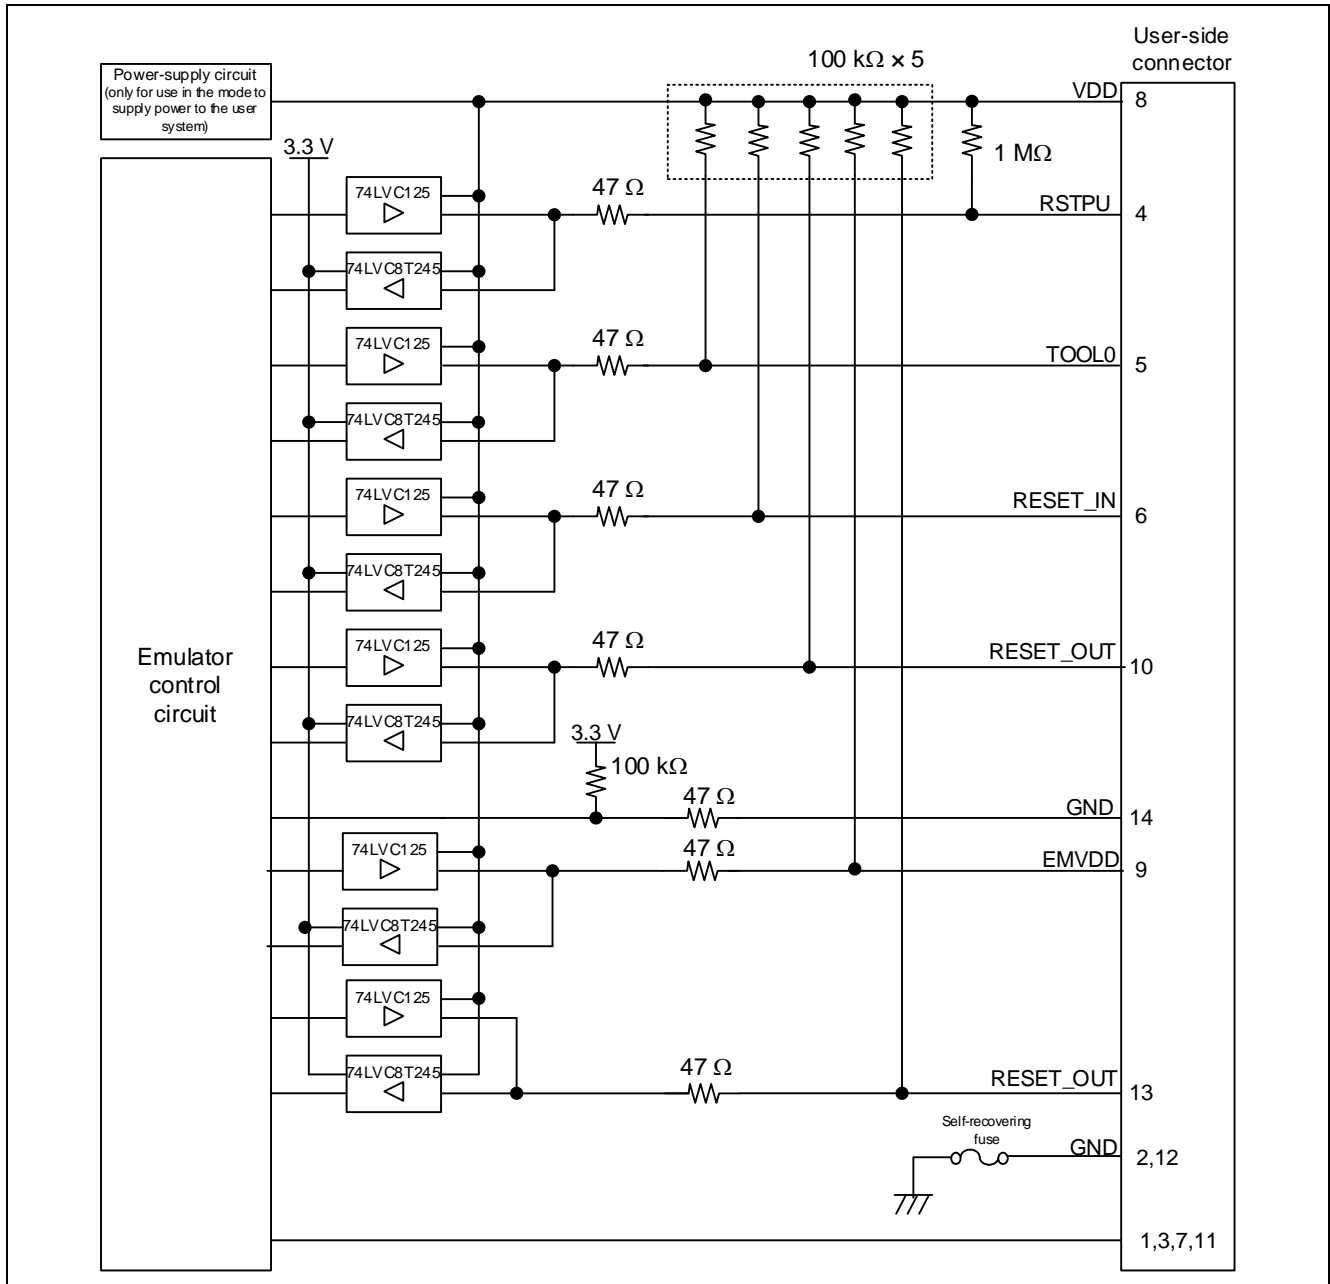 User-side
connector
100 kΩ × 5
Power-supply circuit
(only for use in the mode to
supply power to the user
system)
VDD
8
3.3 V
1 MΩ
74LVC125
47 Ω
RSTPU
4
74LVC8T245
74LVC125
47 Ω
TOOL0
5
74LVC8T245
74LVC125
47 Ω
RESET_IN
6
74LVC8T245
74LVC125
47 Ω
RESET_OUT
10
Emulator
control
circuit
74LVC8T245
3.3 V
100 kΩ
47 Ω
GND
14
74LVC125
47 Ω
EMVDD
9
74LVC8T245
74LVC125
74LVC8T245
47 Ω
RESET_OUT
13
Self-recovering
fuse
GND
2,12
1,3,7,11